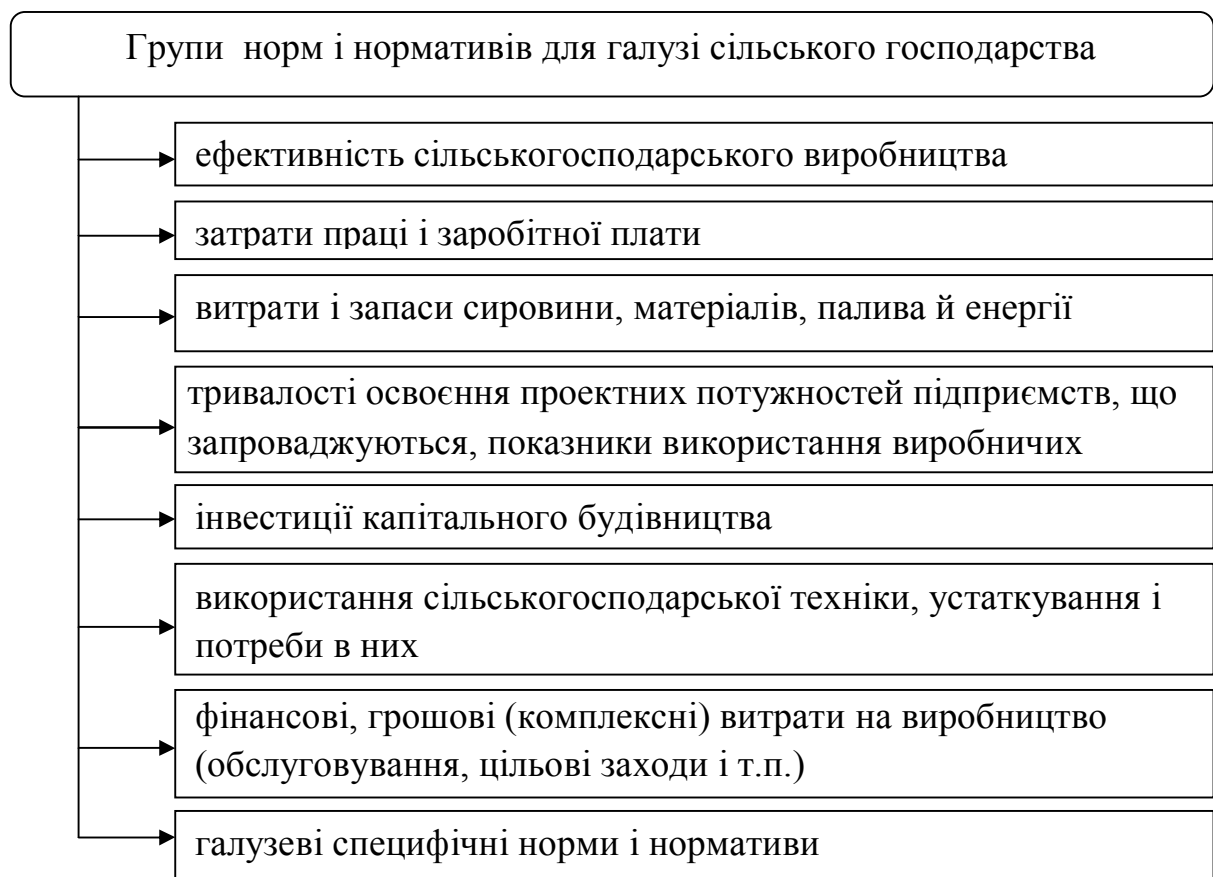 Групи норм і нормативів для галузі сільського господарства
ефективність сільськогосподарського виробництва
затрати праці і заробітної плати
витрати і запаси сировини, матеріалів, палива й енергії
тривалості освоєння проектних потужностей підприємств, що
запроваджуються, показники використання виробничих
інвестиції капітального будівництва
використання сільськогосподарської техніки, устаткування і
потреби в них
фінансові, грошові (комплексні) витрати на виробництво
(обслуговування, цільові заходи і т.п.)
галузеві специфічні норми і нормативи